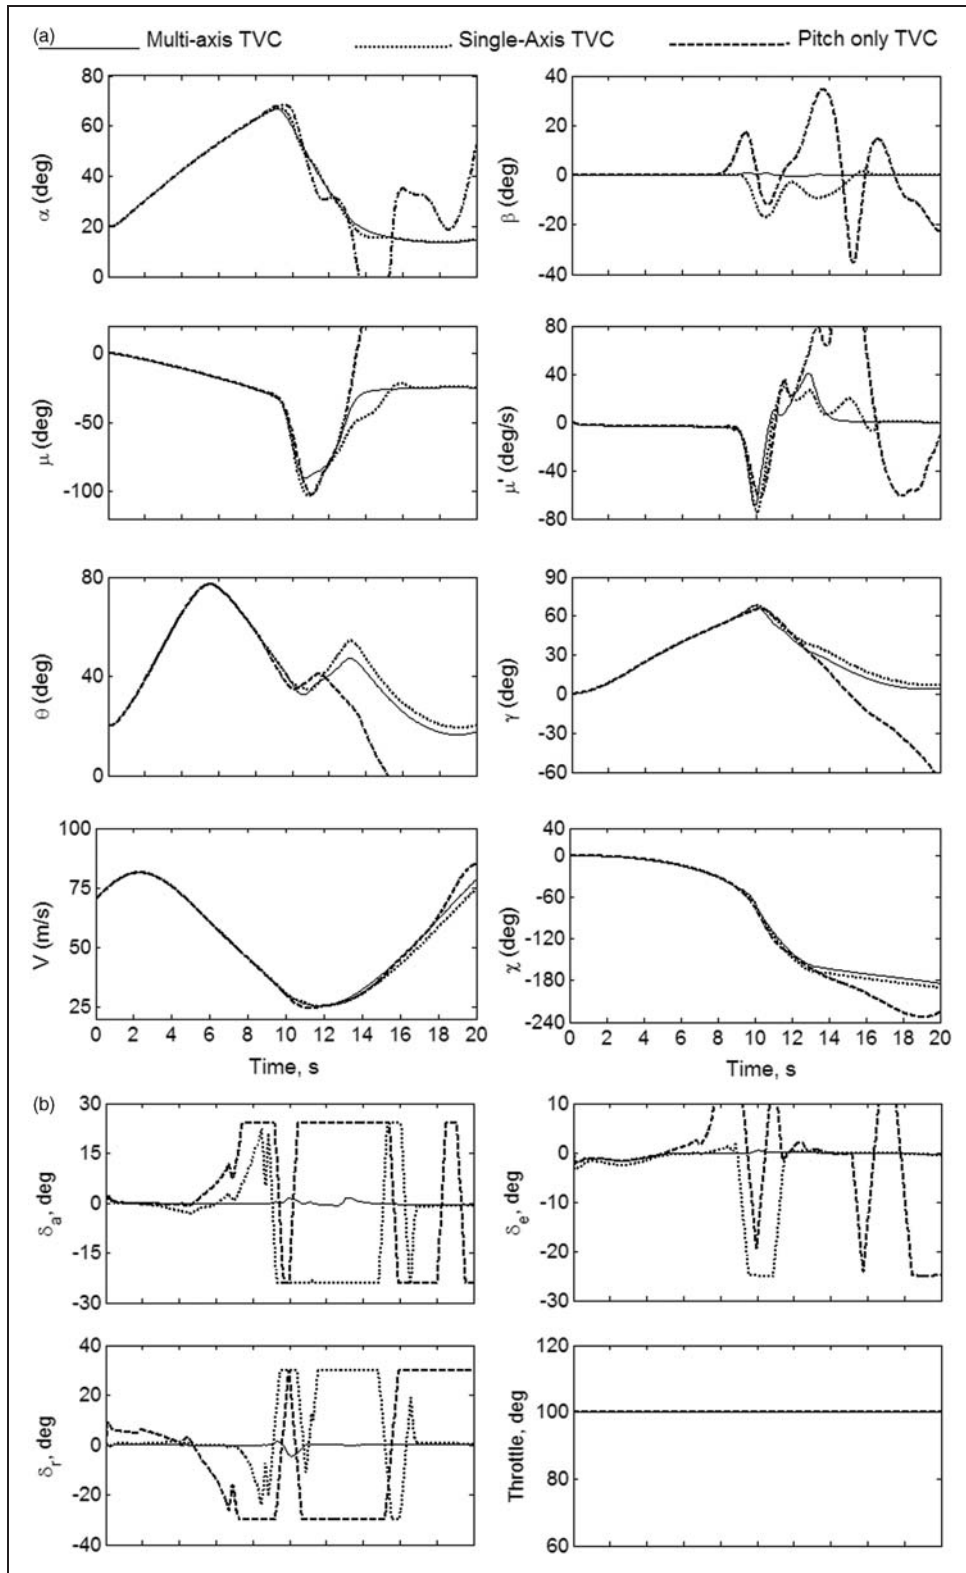 (a)
Multi-axis TVC
Single-Axis TVC
Pitch only TVC
80
60
40
20
0
α (deg)
40
20
0
-20
-40
β (deg)
0
-50
-100
μ (deg)
80
40
0
-40
-80
μ' (deg/s)
80
40
0
θ (deg)
90
60
30
0
-30
-60
γ (deg)
100
75
50
25
V (m/s)
0 2 4 6 8 10 12 14 16 18 20
Time, s
40
0
-60
-120
-180
-240
χ (deg)
0 2 4 6 8 10 12 14 16 18 20
Time, s
(b)
30
15
0
-15
-30
δa, deg
10
0
-10
-20
-30
δe, deg
40
20
0
-20
-40
δr, deg
120
100
80
60
Throttle, deg